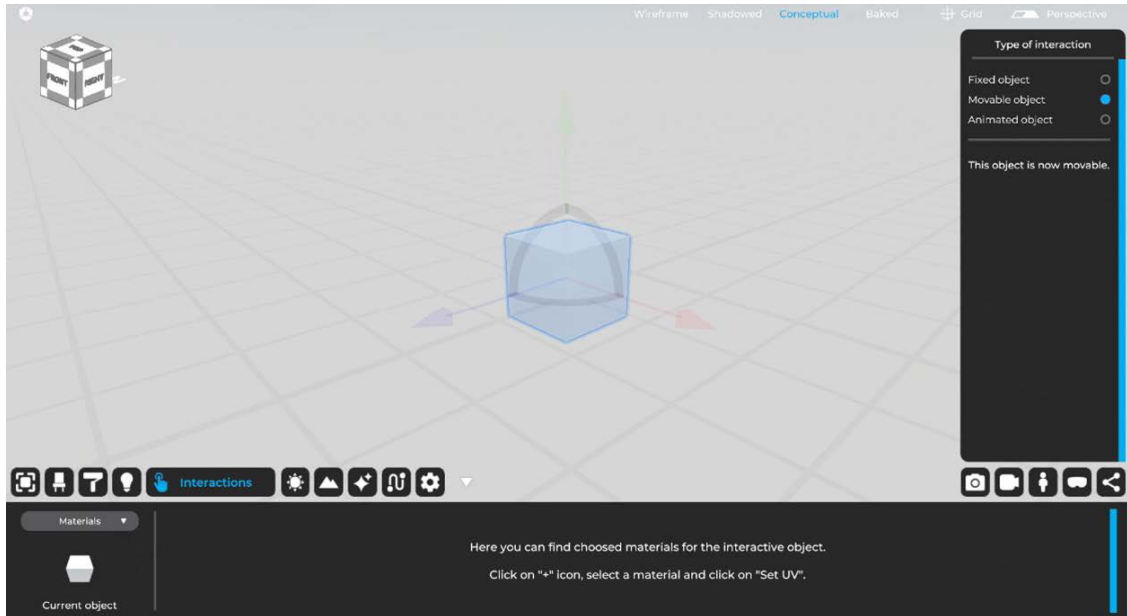 Wireframe Shadowed Conceptual Baked Grid Perspective
TOP
FRONT RIGHT
Type of interaction
Fixed object
Movable object
Animated object
This object is now movable.
Interactions
Materials
Here you can find choosed materials for the interactive object.
Click on "+" icon, select a material and click on "Set UV".
Current object